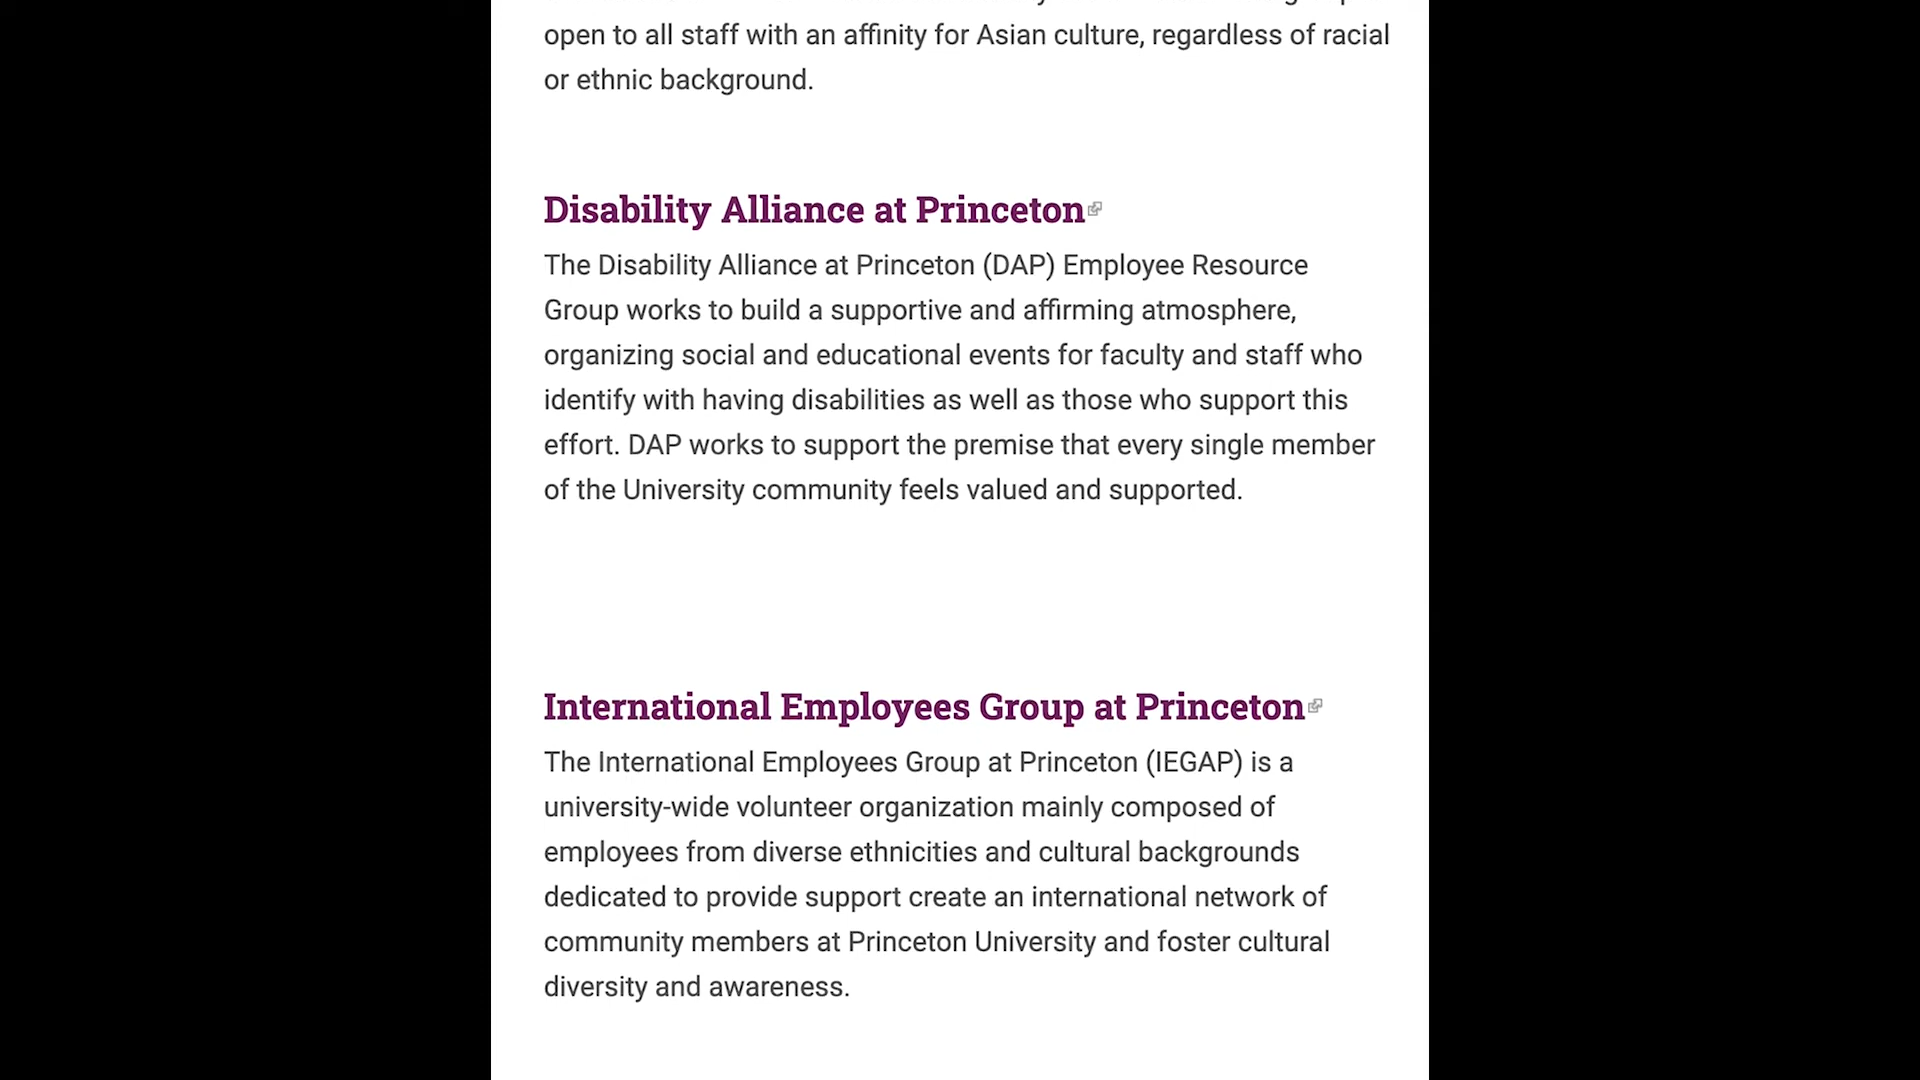 open to all staff with an affinity for Asian culture, regardless of racial
or ethnic background.
Disability Alliance at Princeton
The Disability Alliance at Princeton (DAP) Employee Resource
Group works to build a supportive and affirming atmosphere,
organizing social and educational events for faculty and staff who
identify with having disabilities as well as those who support this
effort. DAP works to support the premise that every single member
of the University community feels valued and supported.
International Employees Group at Princeton
The International Employees Group at Princeton (IEGAP) is a
university-wide volunteer organization mainly composed of
employees from diverse ethnicities and cultural backgrounds
dedicated to provide support create an international network of
community members at Princeton University and foster cultural
diversity and awareness.